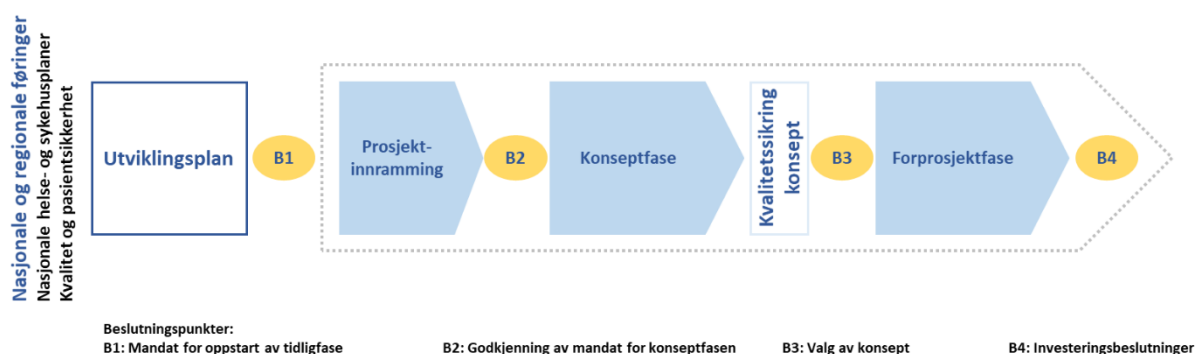 Nasjonale og regionale føringer
Nasjonale helse- og sykehusplaner
Kvalitet og pasientsikkerhet
Utviklingsplan
B1
Prosjekt-
innramming
B2
Konseptfase
Kvalitetssikring
konsept
B3
Forprosjektfase
B4
Beslutningspunkter:
B1: Mandat for oppstart av tidligfase
B2: Godkjenning av mandat for konseptfasen
B3: Valg av konsept
B4: Investeringsbeslutninger